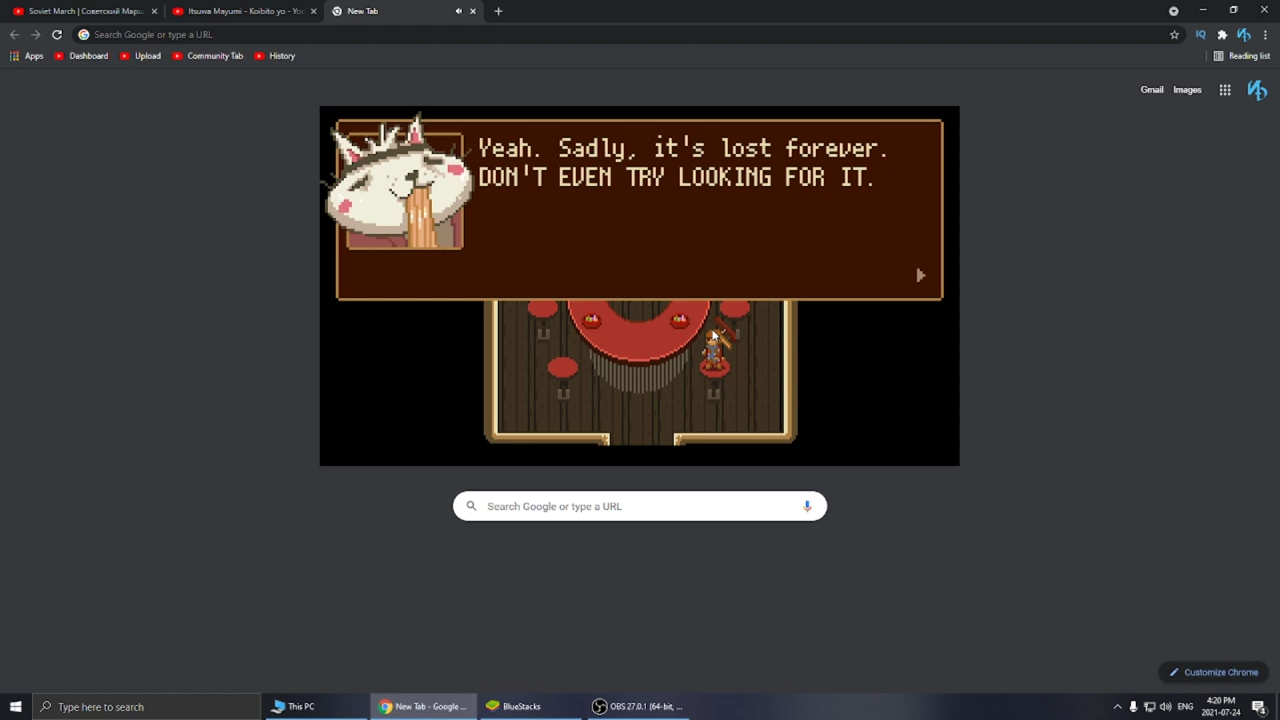 Soviet March | Советский Марш
Itsuwa Mayumi - Koibito yo - You
New Tab
Search Google or type a URL
Apps
Dashboard
Upload
Community Tab
History
Reading list
Gmail
Images
Yeah. Sadly, it's lost forever.
DON'T EVEN TRY LOOKING FOR IT.
Search Google or type a URL
Customize Chrome
Type here to search
This PC
New Tab - Google ...
BlueStacks
OBS 27.0.1 (64-bit, ...
ENG
4:20 PM
2021-07-24